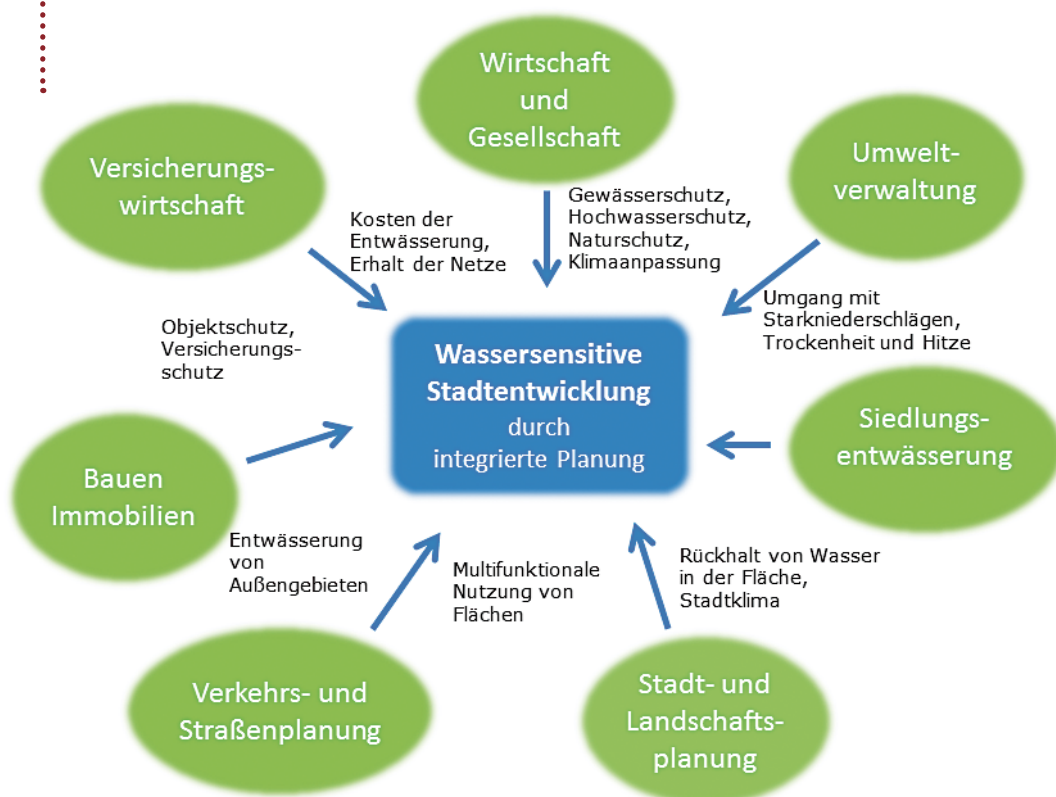 Wirtschaft
und
Gesellschaft
Versicherungs-
wirtschaft
Umwelt-
verwaltung
Kosten der
Entwässerung,
Erhalt der Netze
Gewässerschutz,
Hochwasserschutz,
Naturschutz,
Klimaanpassung
Umgang mit
Starkniederschlägen,
Trockenheit und Hitze
Objektschutz,
Versicherungs-
schutz
Wassersensitive
Stadtentwicklung
durch
integrierte Planung
Siedlungs-
entwässerung
Bauen
Immobilien
Entwässerung
von
Außengebieten
Multifunktionale
Nutzung von
Flächen
Rückhalt von Wasser
in der Fläche,
Stadtklima
Verkehrs- und
Straßenplanung
Stadt- und
Landschafts-
planung